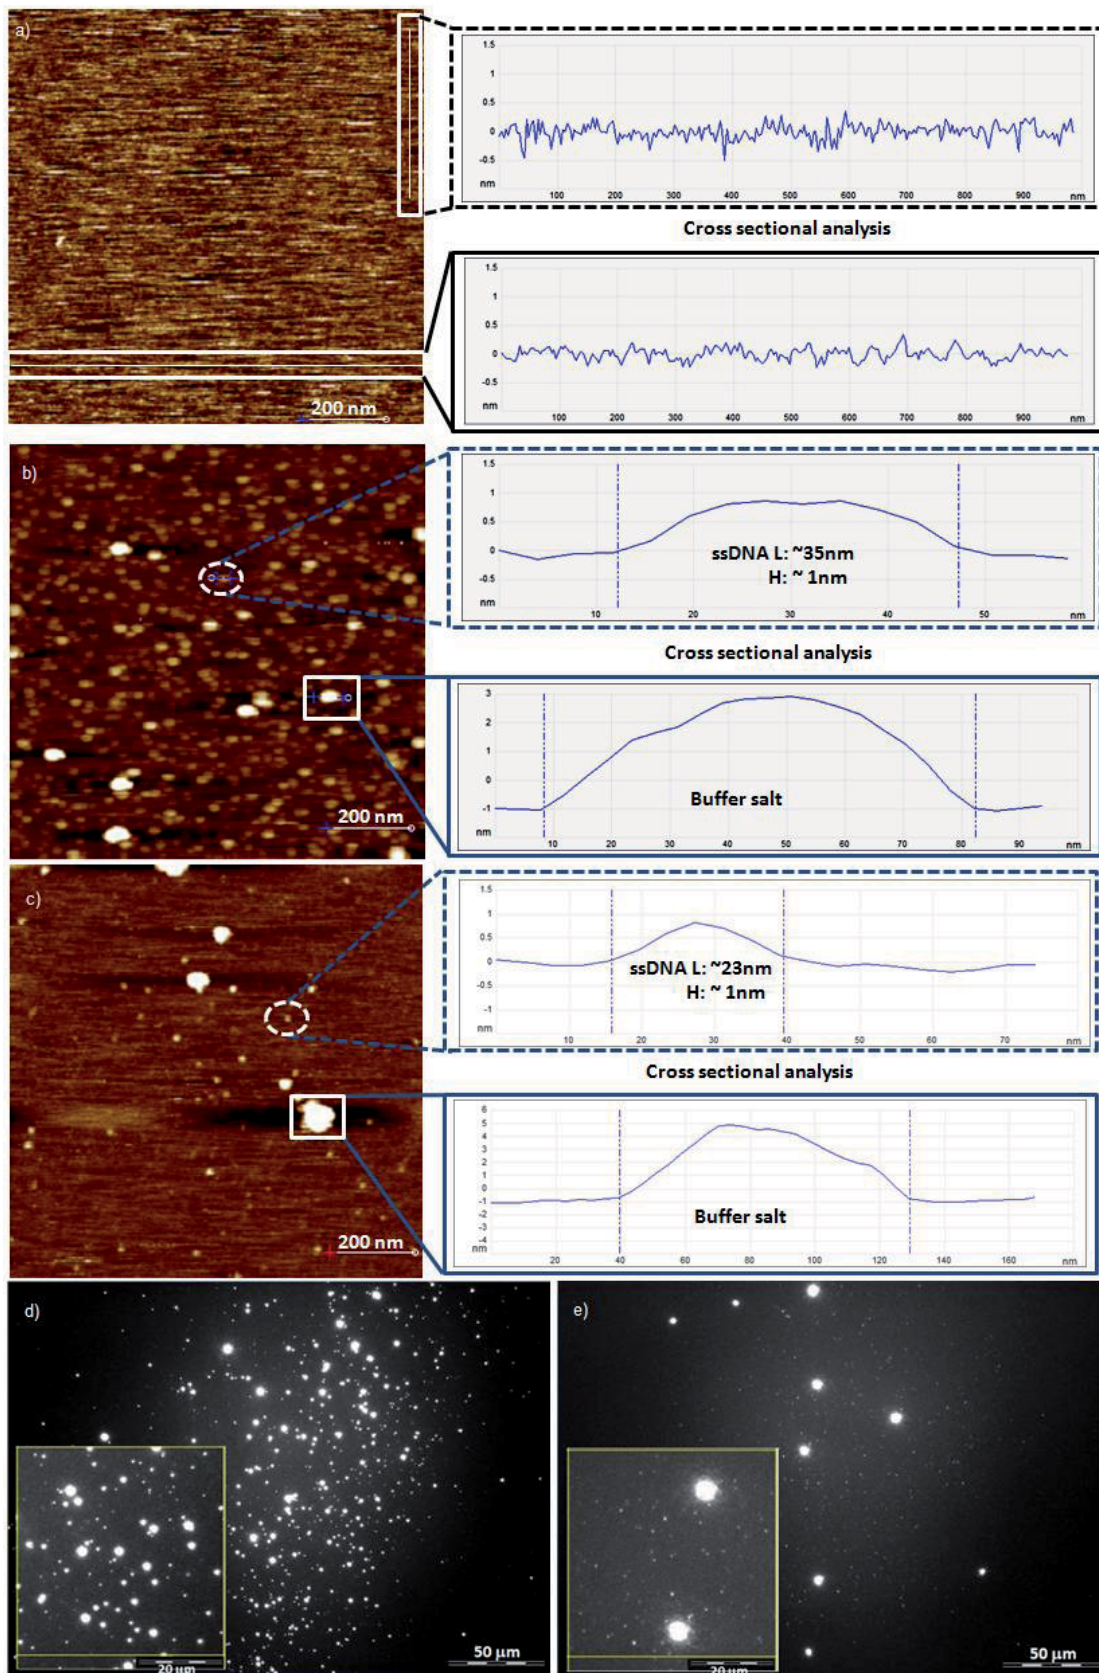 a)
1.5
1
0.5
0
-0.5
nm
100 200 300 400 500 600 700 800 900 nm
Cross sectional analysis
1.5
1
0.5
0
-0.5
nm
100 200 300 400 500 600 700 800 900 nm
200 nm
b)
1.5
1
0.5
0
-0.5
nm
10 20 30 40 50 nm
ssDNA L: ~35nm
H: ~ 1nm
Cross sectional analysis
3
2
1
0
-1
nm
10 20 30 40 50 60 70 80 90 nm
Buffer salt
200 nm
c)
1.5
1
0.5
0
-0.5
-1
nm
10 20 30 40 50 60 70 nm
ssDNA L: ~23nm
H: ~ 1nm
Cross sectional analysis
6
5
4
3
2
1
0
-1
-2
-3
-4
nm
20 40 60 80 100 120 140 160 nm
Buffer salt
200 nm
d)
20 µm
50 µm
e)
20 µm
50 µm